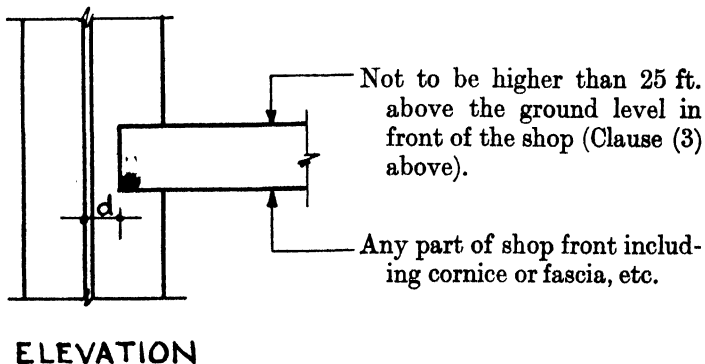 Not to be higher than 25 ft.
above the ground level in
front of the shop (Clause (3)
above).
d
Any part of shop front includ-
ing cornice or fascia, etc.
ELEVATION